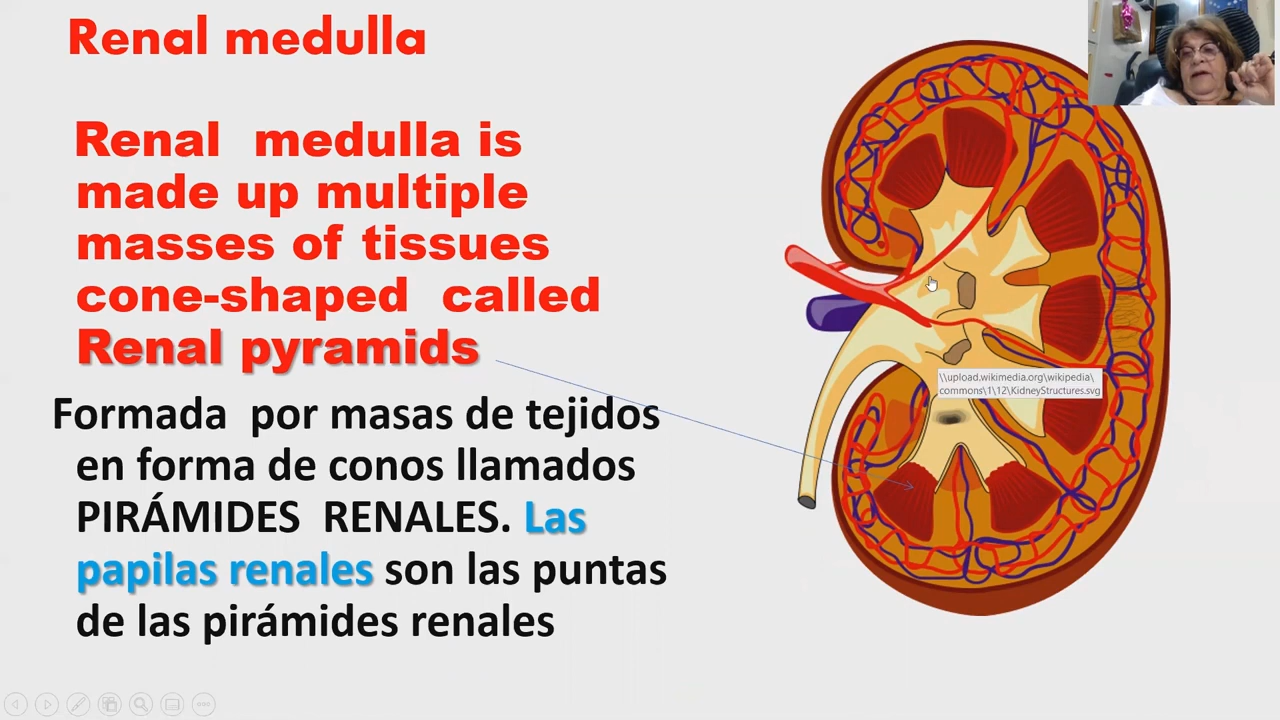 Renal medulla
Renal medulla is
made up multiple
masses of tissues
cone-shaped called
Renal pyramids
Formada por masas de tejidos
en forma de conos llamados
PIRÁMIDES RENALES. Las
papilas renales son las puntas
de las pirámides renales
\\upload.wikimedia.org\wikipedia\
commons\1\12\KidneyStructures.svg